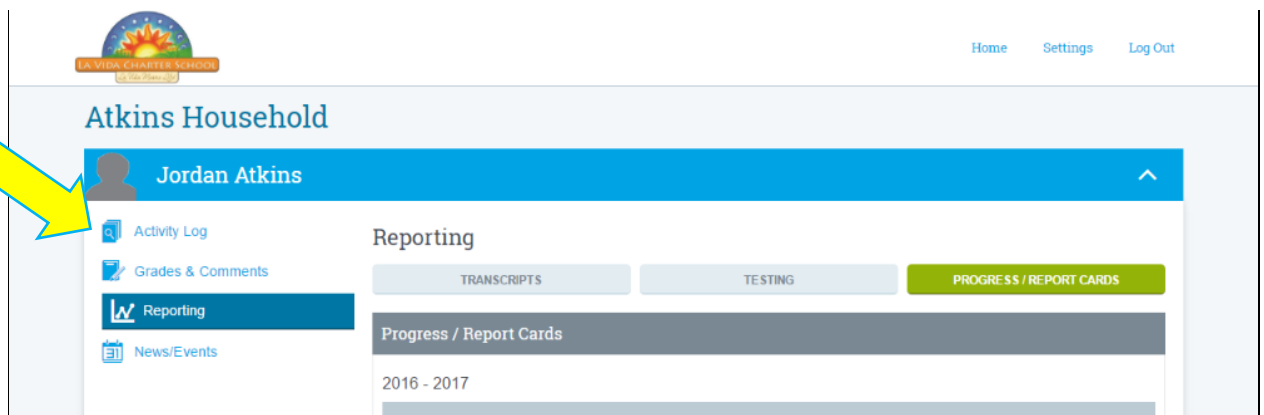 LA VIDA CHARTER SCHOOL
Home Settings Log Out
Atkins Household
Jordan Atkins
Activity Log
Grades & Comments
Reporting
31 News/Events
Reporting
TRANSCRIPTS TESTING PROGRESS / REPORT CARDS
Progress / Report Cards
2016 - 2017